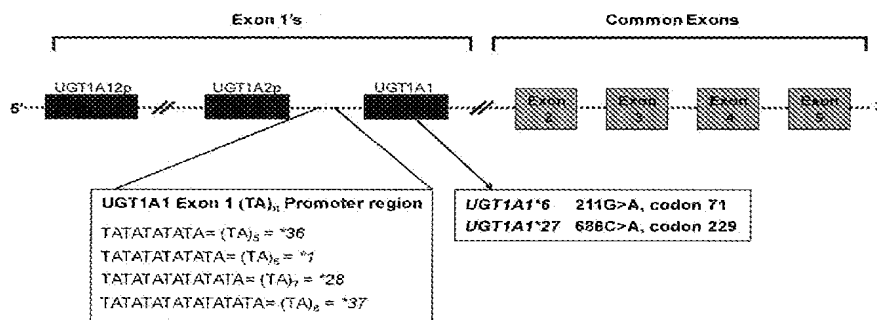 Exon 1's
Common Exons
UGT1A12p
UGT1A2p
UGT1A1
5'
Exon 2
Exon 3
Exon 4
Exon 5
UGT1A1 Exon 1 (TA)n Promoter region
TATATATATA= (TA)5 = *36
TATATATATATA= (TA)6 = *1
TATATATATATATA= (TA)7 = *28
TATATATATATATATA= (TA)8 = *37
UGT1A1*6 211G>A, codon 71
UGT1A1*27 686C>A, codon 229